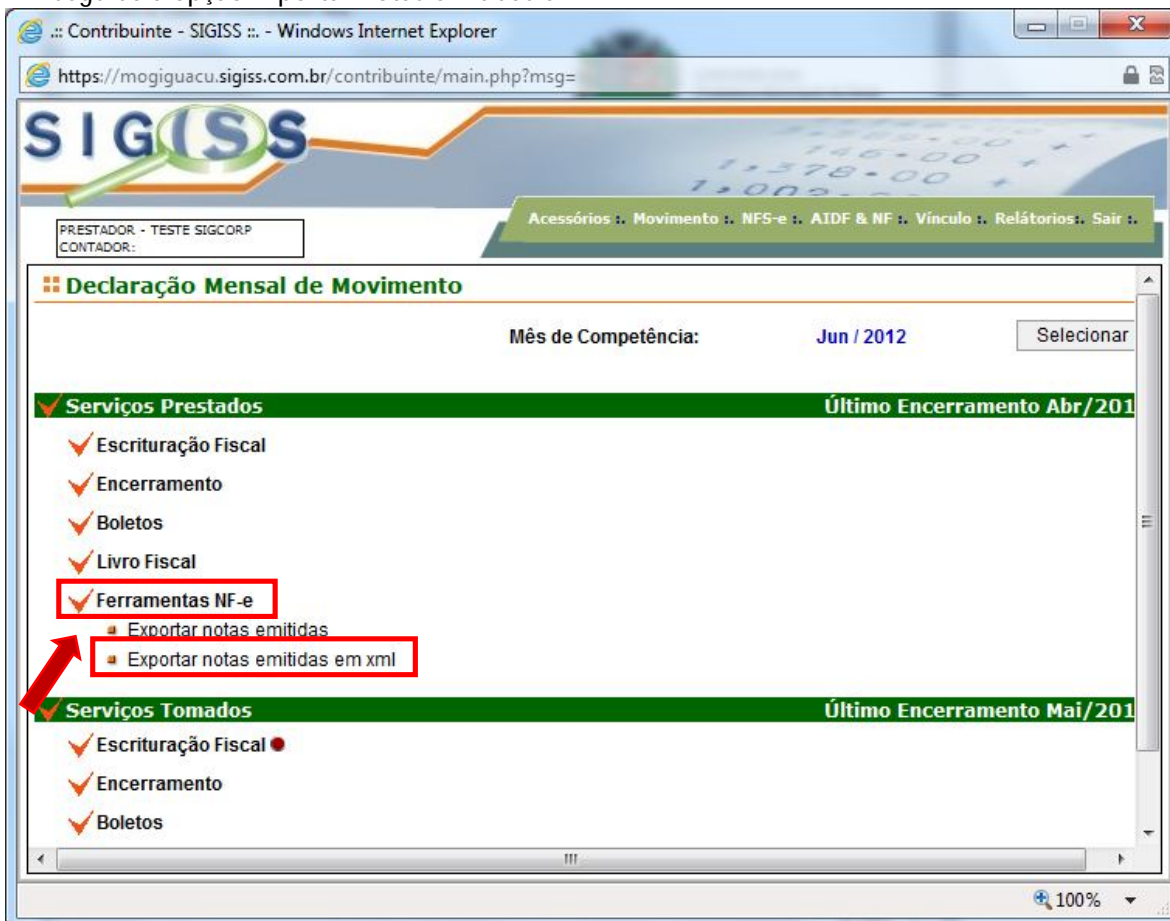 .:: Contribuinte - SIGISS ::. - Windows Internet Explorer
https://mogiguacu.sigiss.com.br/contribuinte/main.php?msg=
SIGISS
PRESTADOR - TESTE SIGCORP
CONTADOR:
Acessórios :. Movimento :. NFS-e :. AIDF & NF :. Vínculo :. Relátorios:. Sair :.
Declaração Mensal de Movimento
Mês de Competência: Jun / 2012 Selecionar
Serviços Prestados Último Encerramento Abr/201
Escrituração Fiscal
Encerramento
Boletos
Livro Fiscal
Ferramentas NF-e
Exportar notas emitidas
Exportar notas emitidas em xml
Serviços Tomados Último Encerramento Mai/201
Escrituração Fiscal
Encerramento
Boletos
100%